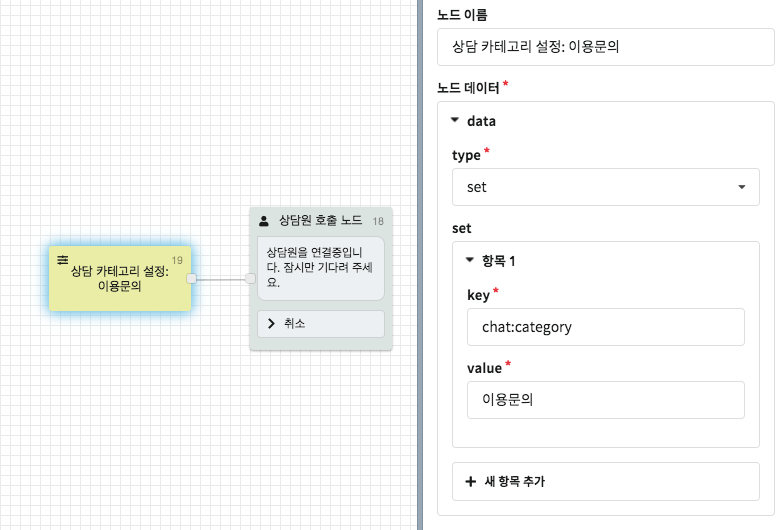 19
상담 카테고리 설정:
이용문의
상담원 호출 노드 18
상담원을 연결중입니
다. 잠시만 기다려 주세
요.
취소
노드 이름
상담 카테고리 설정: 이용문의
노드 데이터 *
data
type *
set
set
항목 1
key *
chat:category
value *
이용문의
새 항목 추가